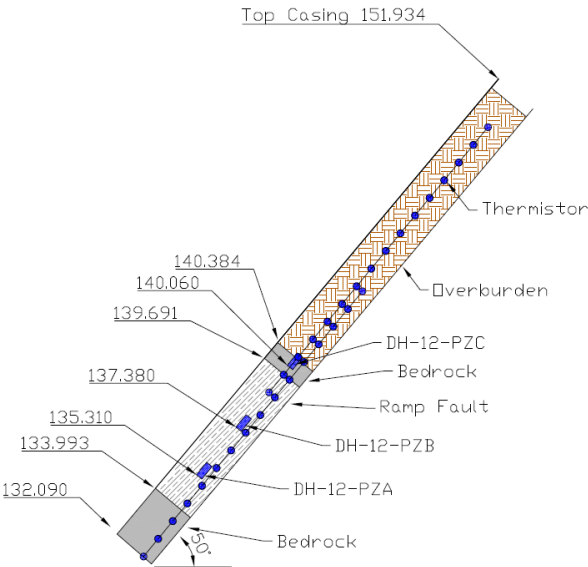 Top Casing 151.934
Thermistor
140.384
Overburden
140.060
139.691
DH-12-PZC
Bedrock
137.380
Ramp Fault
135.310
DH-12-PZB
133.993
132.090
DH-12-PZA
Bedrock
50°